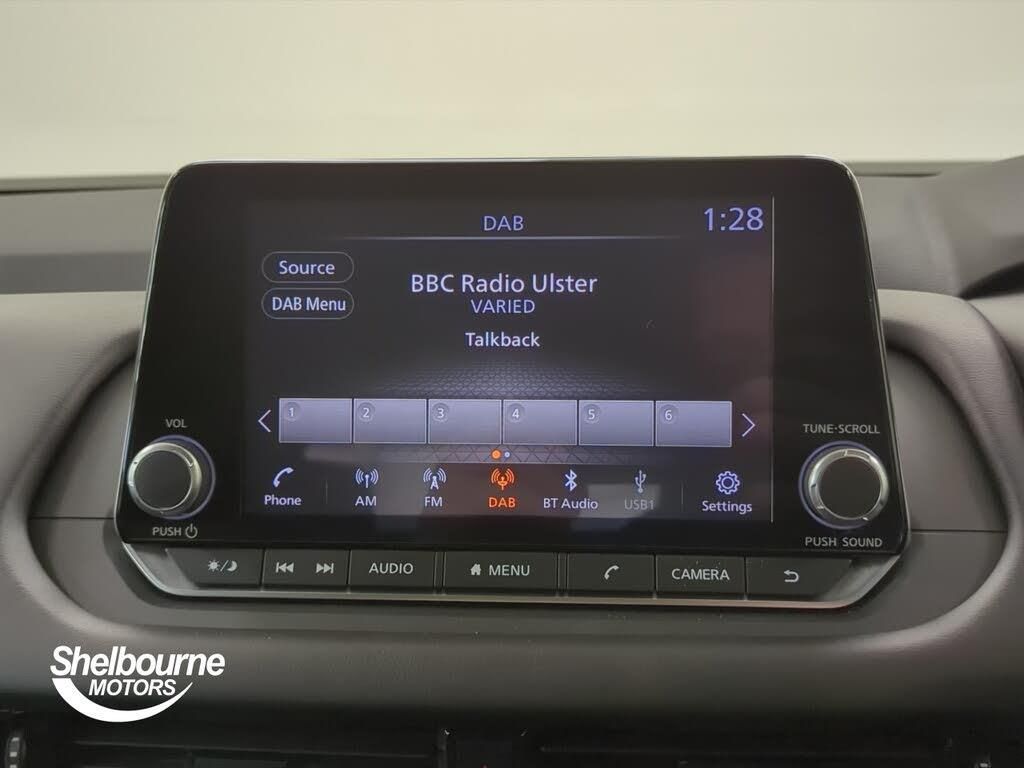 DAB
1:28
Source
BBC Radio Ulster
DAB Menu
VARIED
Talkback
1 2 3 4 5 6
VOL
TUNE·SCROLL
Phone AM FM DAB BT Audio USB1 Settings
PUSH
PUSH SOUND
AUDIO MENU CAMERA
Shelbourne
MOTORS